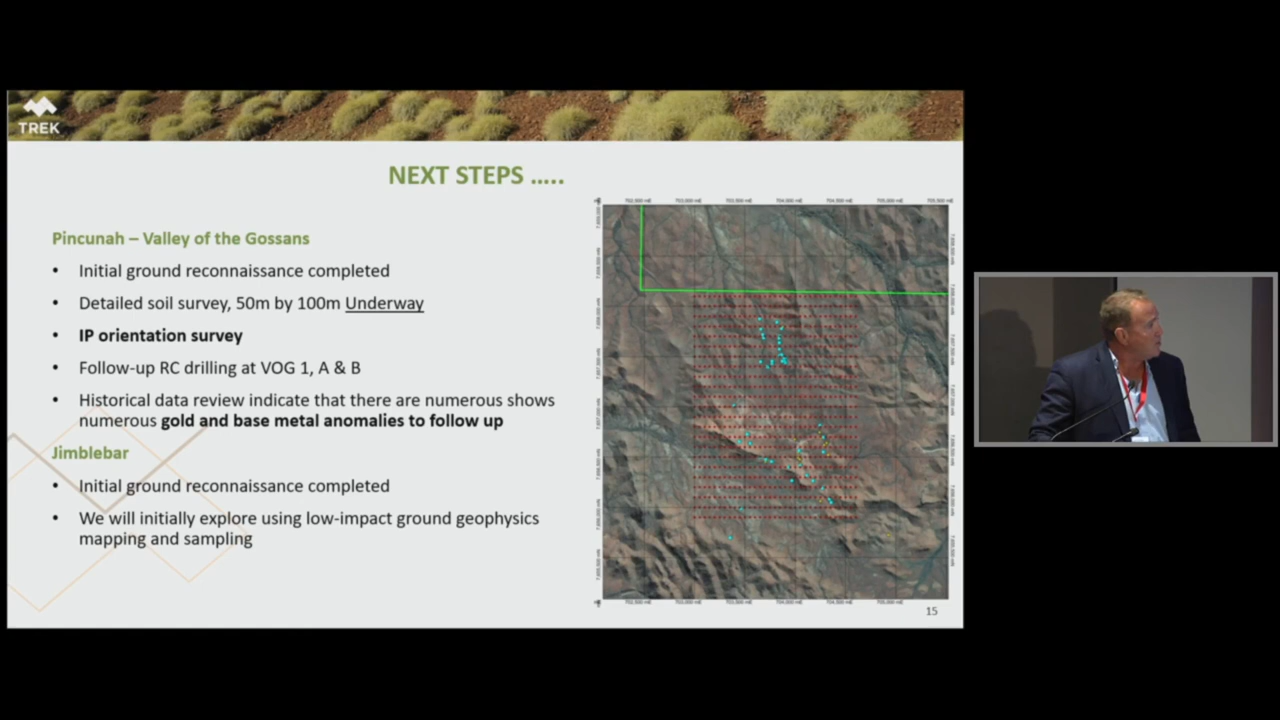 TREK
NEXT STEPS …..
Pincunah – Valley of the Gossans
• Initial ground reconnaissance completed
• Detailed soil survey, 50m by 100m Underway
• IP orientation survey
• Follow-up RC drilling at VOG 1, A & B
• Historical data review indicate that there are numerous shows
numerous gold and base metal anomalies to follow up
Jimblebar
• Initial ground reconnaissance completed
• We will initially explore using low-impact ground geophysics
mapping and sampling
15